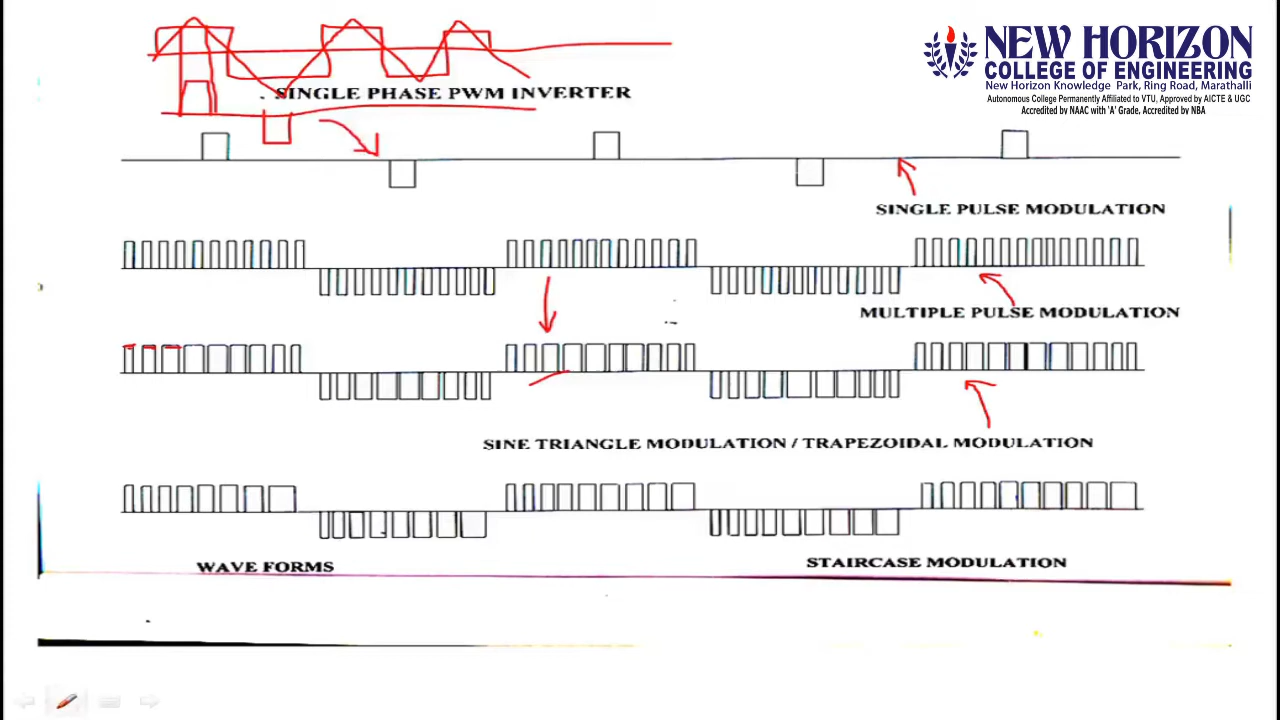 NEW HORIZON
COLLEGE OF ENGINEERING
New Horizon Knowledge Park, Ring Road, Marathalli
Autonomous College Permanently Affiliated to VTU, Approved by AICTE & UGC
Accredited by NAAC with 'A' Grade, Accredited by NBA
SINGLE PHASE PWM INVERTER
SINGLE PULSE MODULATION
MULTIPLE PULSE MODULATION
SINE TRIANGLE MODULATION / TRAPEZOIDAL MODULATION
WAVE FORMS
STAIRCASE MODULATION